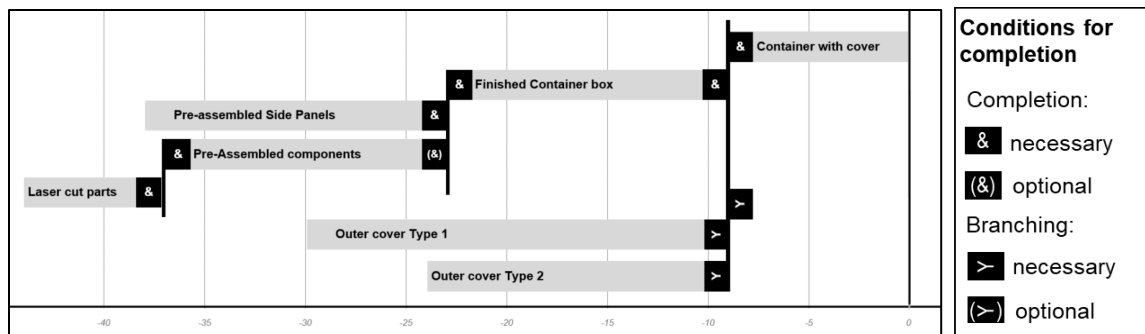 & Container with cover
& Finished Container box &
Pre-assembled Side Panels &
& Pre-Assembled components (&)
Laser cut parts &
≻
Outer cover Type 1 ≻
Outer cover Type 2 ≻
-40 -35 -30 -25 -20 -15 -10 -5 0
Conditions for
completion
Completion:
& necessary
(&) optional
Branching:
≻ necessary
(≻) optional